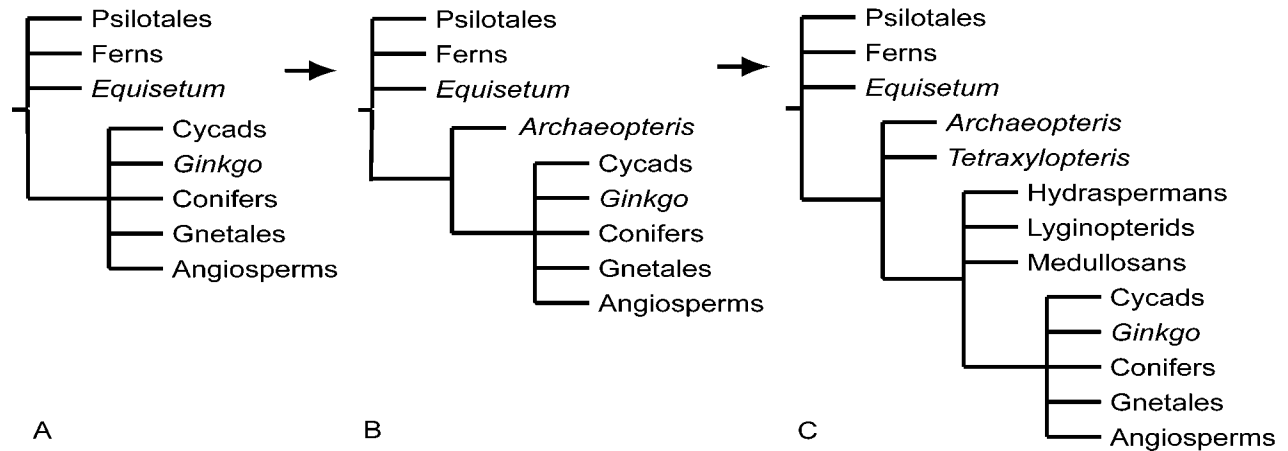 Psilotales
Ferns
Equisetum
Cycads
Ginkgo
Conifers
Gnetales
Angiosperms
A
Psilotales
Ferns
Equisetum
Archaeopteris
Cycads
Ginkgo
Conifers
Gnetales
Angiosperms
B
Psilotales
Ferns
Equisetum
Archaeopteris
Tetraxylopteris
Hydraspermans
Lyginopterids
Medullosans
Cycads
Ginkgo
Conifers
Gnetales
Angiosperms
C